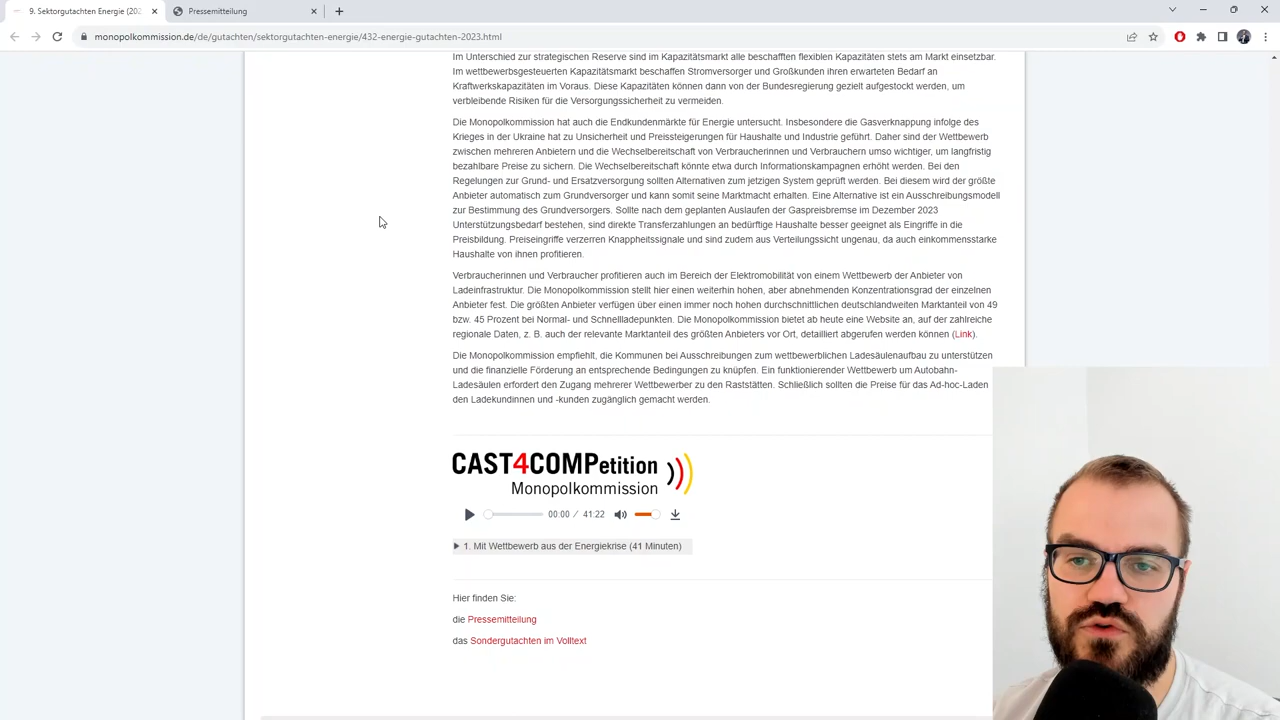 9. Sektorgutachten Energie (202
Pressemitteilung
monopolkommission.de/de/gutachten/sektorgutachten-energie/432-energie-gutachten-2023.html
Im Unterschied zur strategischen Reserve sind im Kapazitätsmarkt alle beschafften flexiblen Kapazitäten stets am Markt einsetzbar.
Im wettbewerbsgesteuerten Kapazitätsmarkt beschaffen Stromversorger und Großkunden ihren erwarteten Bedarf an
Kraftwerkskapazitäten im Voraus. Diese Kapazitäten können dann von der Bundesregierung gezielt aufgestockt werden, um
verbleibende Risiken für die Versorgungssicherheit zu vermeiden.
Die Monopolkommission hat auch die Endkundenmärkte für Energie untersucht. Insbesondere die Gasverknappung infolge des
Krieges in der Ukraine hat zu Unsicherheit und Preissteigerungen für Haushalte und Industrie geführt. Daher sind der Wettbewerb
zwischen mehreren Anbietern und die Wechselbereitschaft von Verbraucherinnen und Verbrauchern umso wichtiger, um langfristig
bezahlbare Preise zu sichern. Die Wechselbereitschaft könnte etwa durch Informationskampagnen erhöht werden. Bei den
Regelungen zur Grund- und Ersatzversorgung sollten Alternativen zum jetzigen System geprüft werden. Bei diesem wird der größte
Anbieter automatisch zum Grundversorger und kann somit seine Marktmacht erhalten. Eine Alternative ist ein Ausschreibungsmodell
zur Bestimmung des Grundversorgers. Sollte nach dem geplanten Auslaufen der Gaspreisbremse im Dezember 2023
Unterstützungsbedarf bestehen, sind direkte Transferzahlungen an bedürftige Haushalte besser geeignet als Eingriffe in die
Preisbildung. Preiseingriffe verzerren Knappheitssignale und sind zudem aus Verteilungssicht ungenau, da auch einkommensstarke
Haushalte von ihnen profitieren.
Verbraucherinnen und Verbraucher profitieren auch im Bereich der Elektromobilität von einem Wettbewerb der Anbieter von
Ladeinfrastruktur. Die Monopolkommission stellt hier einen weiterhin hohen, aber abnehmenden Konzentrationsgrad der einzelnen
Anbieter fest. Die größten Anbieter verfügen über einen immer noch hohen durchschnittlichen deutschlandweiten Marktanteil von 49
bzw. 45 Prozent bei Normal- und Schnellladepunkten. Die Monopolkommission bietet ab heute eine Website an, auf der zahlreiche
regionale Daten, z. B. auch der relevante Marktanteil des größten Anbieters vor Ort, detailliert abgerufen werden können (Link).
Die Monopolkommission empfiehlt, die Kommunen bei Ausschreibungen zum wettbewerblichen Ladesäulenaufbau zu unterstützen
und die finanzielle Förderung an entsprechende Bedingungen zu knüpfen. Ein funktionierender Wettbewerb um Autobahn-
Ladesäulen erfordert den Zugang mehrerer Wettbewerber zu den Raststätten. Schließlich sollten die Preise für das Ad-hoc-Laden
den Ladekundinnen und -kunden zugänglich gemacht werden.
CAST4COMPetition
Monopolkommission
00:00 / 41:22
1. Mit Wettbewerb aus der Energiekrise (41 Minuten)
Hier finden Sie:
die Pressemitteilung
das Sondergutachten im Volltext